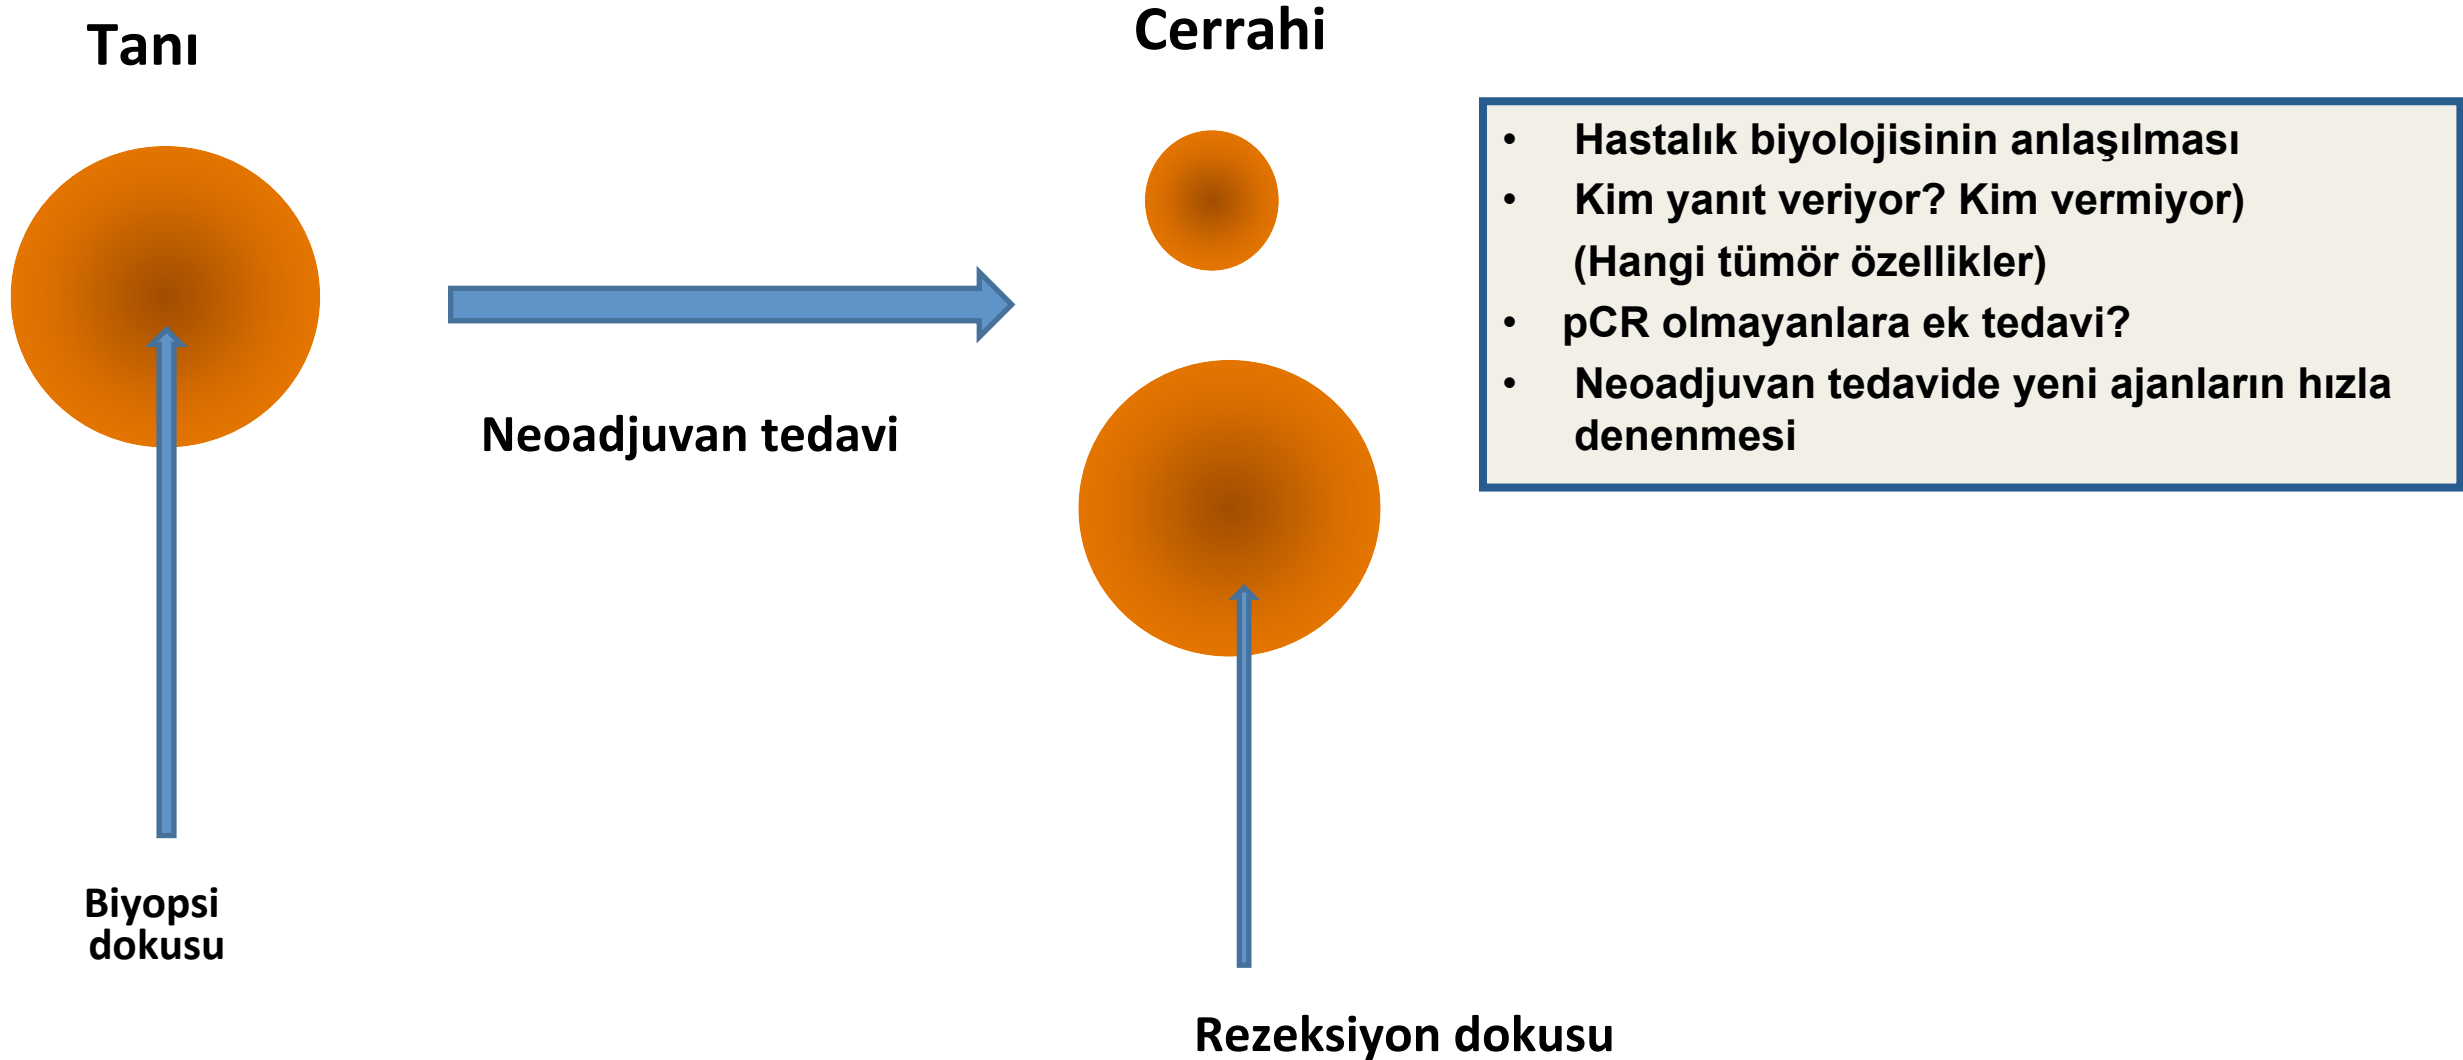 Tanı
Cerrahi
• Hastalık biyolojisinin anlaşılması
• Kim yanıt veriyor? Kim vermiyor)
(Hangi tümör özellikler)
• pCR olmayanlara ek tedavi?
• Neoadjuvan tedavide yeni ajanların hızla
denenmesi
Neoadjuvan tedavi
Biyopsi
dokusu
Rezeksiyon dokusu